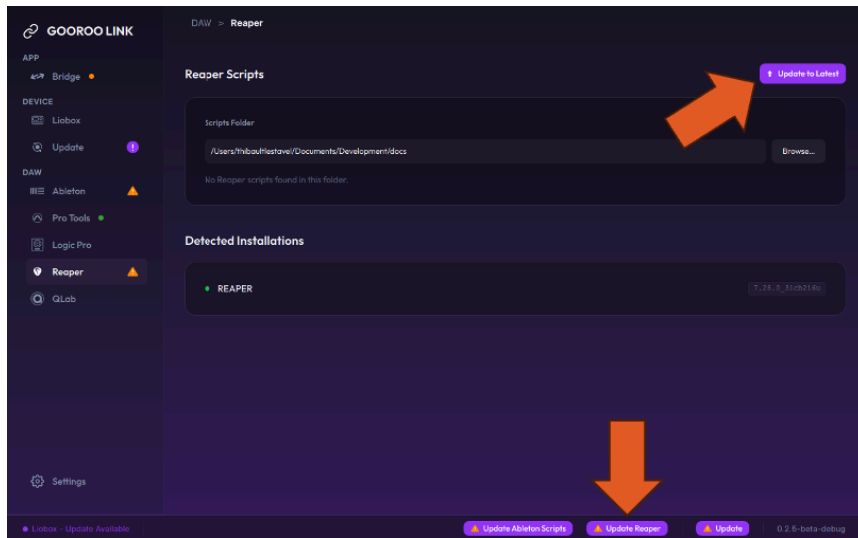 GOOROO LINK
APP
Bridge
DEVICE
Liobox
Update
DAW
Ableton
Pro Tools
Logic Pro
Reaper
QLab
Settings
DAW > Reaper
Reaper Scripts
Update to Latest
Scripts Folder
/Users/thibaultlestavel/Documents/Development/docs
Browse...
No Reaper scripts found in this folder.
Detected Installations
REAPER
Liobox - Update Available
Update Ableton Scripts
Update Reaper
Update
0.2.5-beta-debug